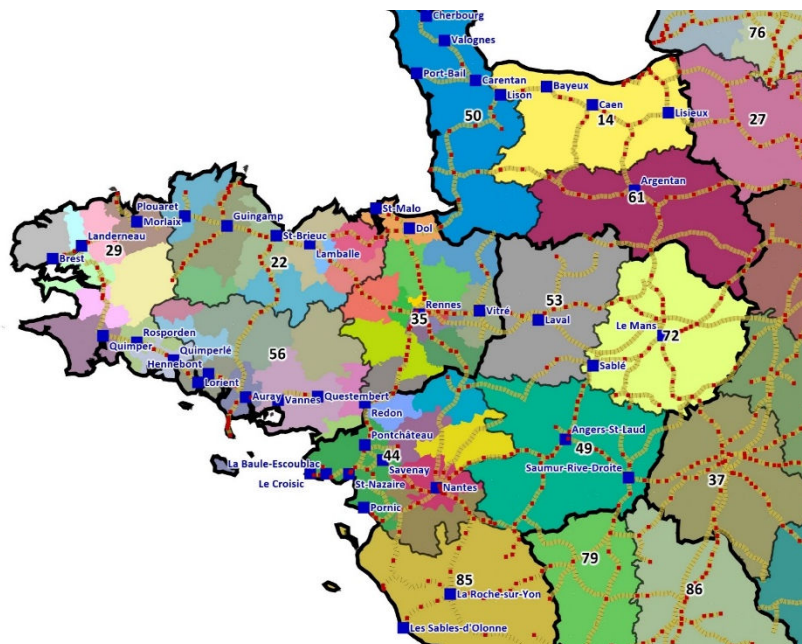 Cherbourg
76
Valognes
Port-Bail
Carentan
Lison
Bayeux
Caen
Lisieux
50
14
27
Argentan
61
Plouaret
Morlaix
St-Malo
Guingamp
Dol
Landerneau
29
St-Brieuc
Lamballe
22
Brest
53
Rennes
35
Vitré
Laval
Le Mans
72
Rosporden
Quimper
Quimperlé
56
Hennebont
Sablé
Lorient
Auray
Vannes
Questembert
Redon
Pontchâteau
Angers-St-Laud
49
44
Savenay
La Baule-Escoublac
Saumur-Rive-Droite
Le Croisic
St-Nazaire
Nantes
37
Pornic
79
85
86
La Roche-sur-Yon
Les Sables-d'Olonne